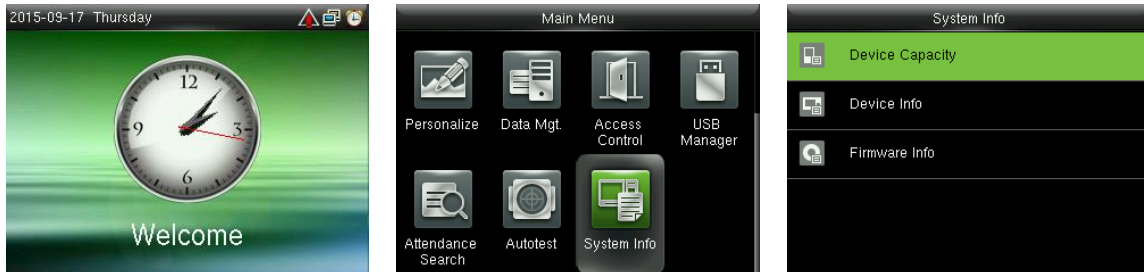 2015-09-17 Thursday
12
9
3
6
Welcome
Main Menu
Personalize
Data Mgt.
Access
Control
USB
Manager
Attendance
Search
Autotest
System Info
System Info
Device Capacity
Device Info
Firmware Info